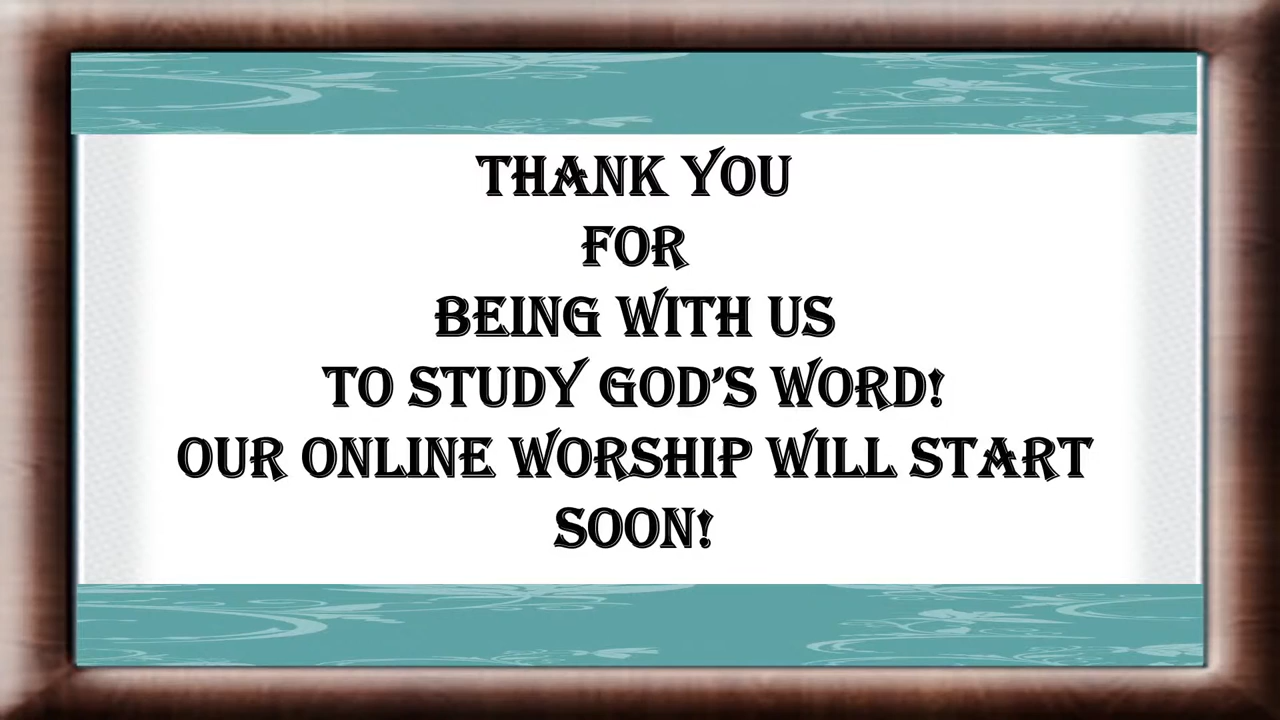 THANK YOU
FOR
BEING WITH US
TO STUDY GOD'S WORD!
OUR ONLINE WORSHIP WILL START
SOON!